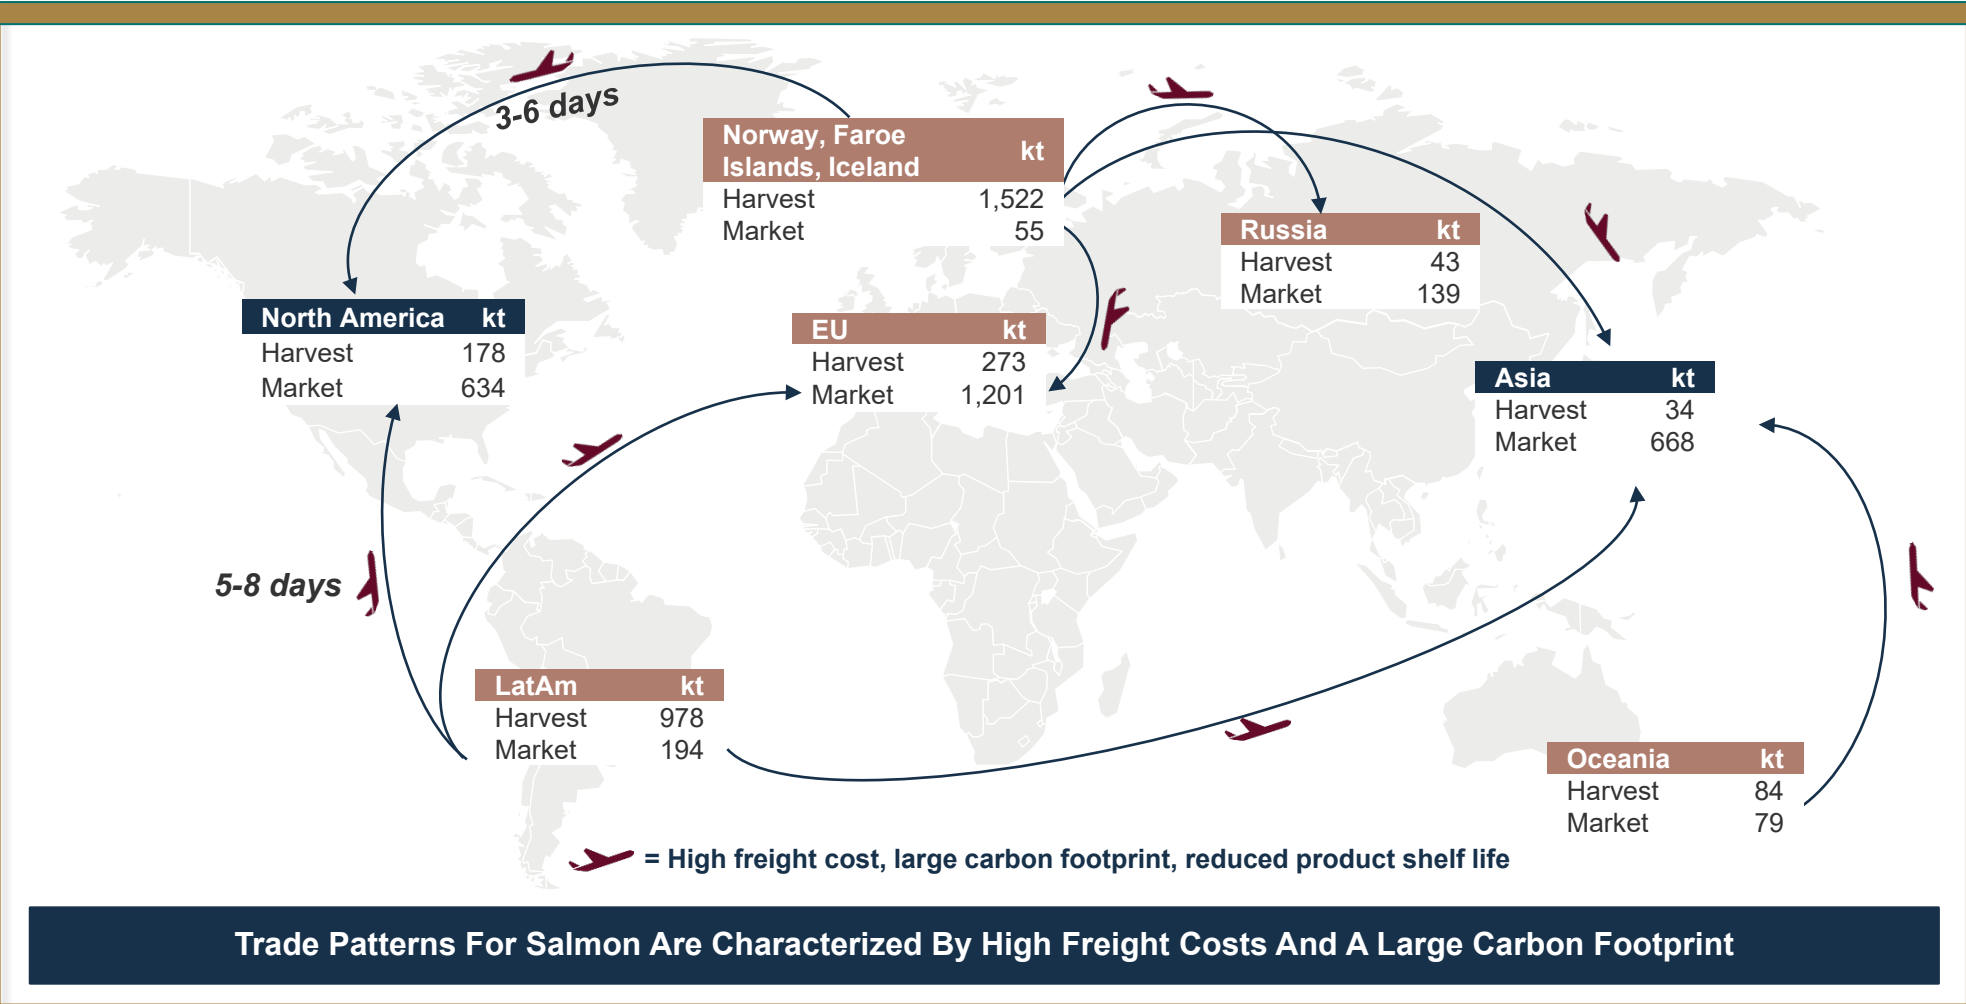 3-6 days
Norway, Faroe
Islands, Iceland kt
Harvest 1,522
Market 55
Russia kt
Harvest 43
Market 139
North America kt
Harvest 178
Market 634
EU kt
Harvest 273
Market 1,201
Asia kt
Harvest 34
Market 668
5-8 days
LatAm kt
Harvest 978
Market 194
Oceania kt
Harvest 84
Market 79
= High freight cost, large carbon footprint, reduced product shelf life
Trade Patterns For Salmon Are Characterized By High Freight Costs And A Large Carbon Footprint